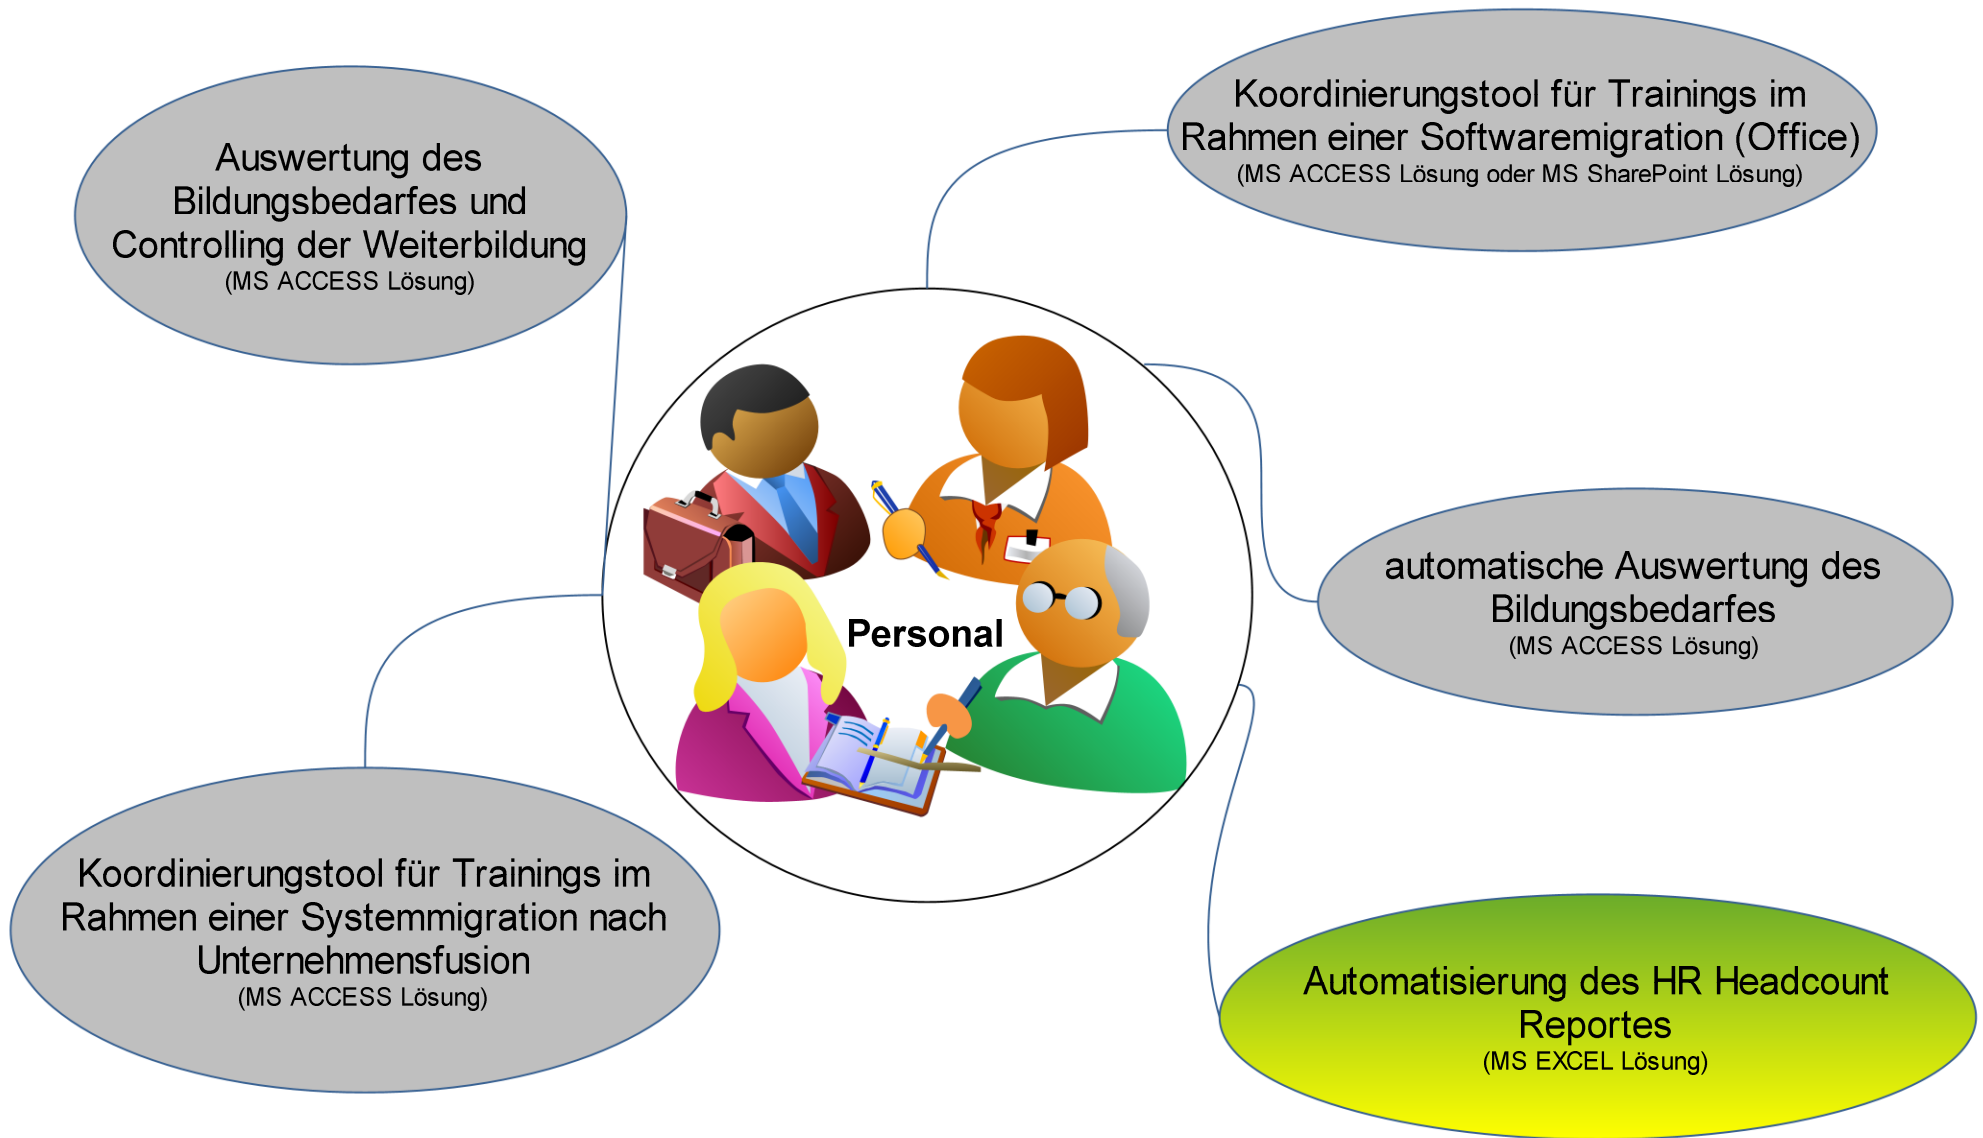 Auswertung des
Bildungsbedarfes und
Controlling der Weiterbildung
(MS ACCESS Lösung)
Koordinierungstool für Trainings im
Rahmen einer Softwaremigration (Office)
(MS ACCESS Lösung oder MS SharePoint Lösung)
automatische Auswertung des
Bildungsbedarfes
(MS ACCESS Lösung)
Personal
Koordinierungstool für Trainings im
Rahmen einer Systemmigration nach
Unternehmensfusion
(MS ACCESS Lösung)
Automatisierung des HR Headcount
Reportes
(MS EXCEL Lösung)